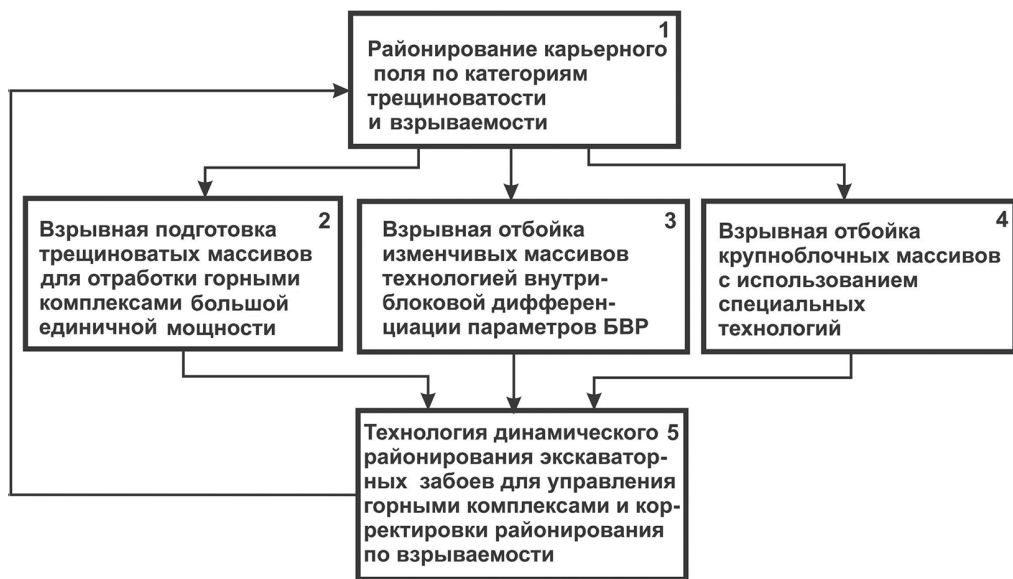 1
Районирование карьерного
поля по категориям
трещиноватости
и взрываемости
2
Взрывная подготовка
трещиноватых массивов
для отработки горными
комплексами большой
единичной мощности
3
Взрывная отбойка
изменчивых массивов
технологией внутри-
блоковой дифферен-
циации параметров БВР
4
Взрывная отбойка
крупноблочных массивов
с использованием
специальных
технологий
Технология динамического 5
районирования экскаватор-
ных забоев для управления
горными комплексами и кор-
ректировки районирования
по взрываемости